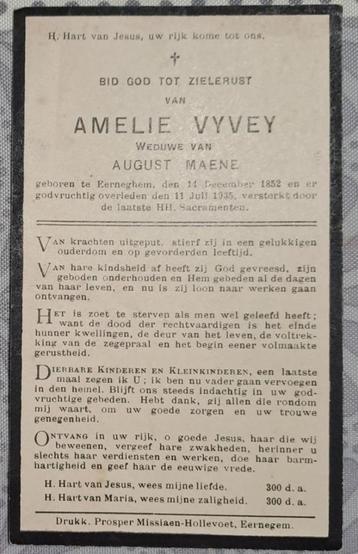 H. Hart van Jesus, uw rijk kome tot ons.
BID GOD TOT ZIELERUST
VAN
AMELIE VYVEY
WEDUWE VAN
AUGUST MAENE
geboren te Eerneghem, den 14 December 1852 en er
godvruchtig overleden den 11 Juli 1935, versterkt door
de laatste HH. Sacramenten.
VAN krachten uitgeput, stierf zij in een gelukkigen
ouderdom en op gevorderden leeftijd.
VAN hare kindsheid af heeft zij God gevreesd, zijn
geboden onderhouden en Hem gebeden al de dagen
van haar leven, en nu is zij loon naar werken gaan
ontvangen.
HET is zoet te sterven als men wel geleefd heeft;
want de dood der rechtvaardigen is het einde
hunner kwellingen, de deur van het leven, de voltrek-
king van de zegepraal en het begin eener volmaakte
gerustheid.
DIERBARE KINDEREN EN KLEINKINDEREN, een laatste
maal zegen ik U; ik ben nu vader gaan vervoegen
in den hemel. Blijft ons steeds indachtig in uw god-
vruchtige gebeden. Hebt dank, zij allen die rondom
mij waart, om uw goede zorgen en uw trouwe
genegenheid.
ONTVANG in uw rijk, o goede Jesus, haar die wij
beweenen, vergeef hare zwakheden, herinner u
slechts haar verdiensten en werken, doe haar barm-
hartigheid en geef haar de eeuwige vrede.
H. Hart van Jesus, wees mijne liefde. 300 d. a.
H. Hart van Maria, wees mijne zaligheid. 300 d. a.
Drukk. Prosper Missiaen-Hollevoet, Eernegem.